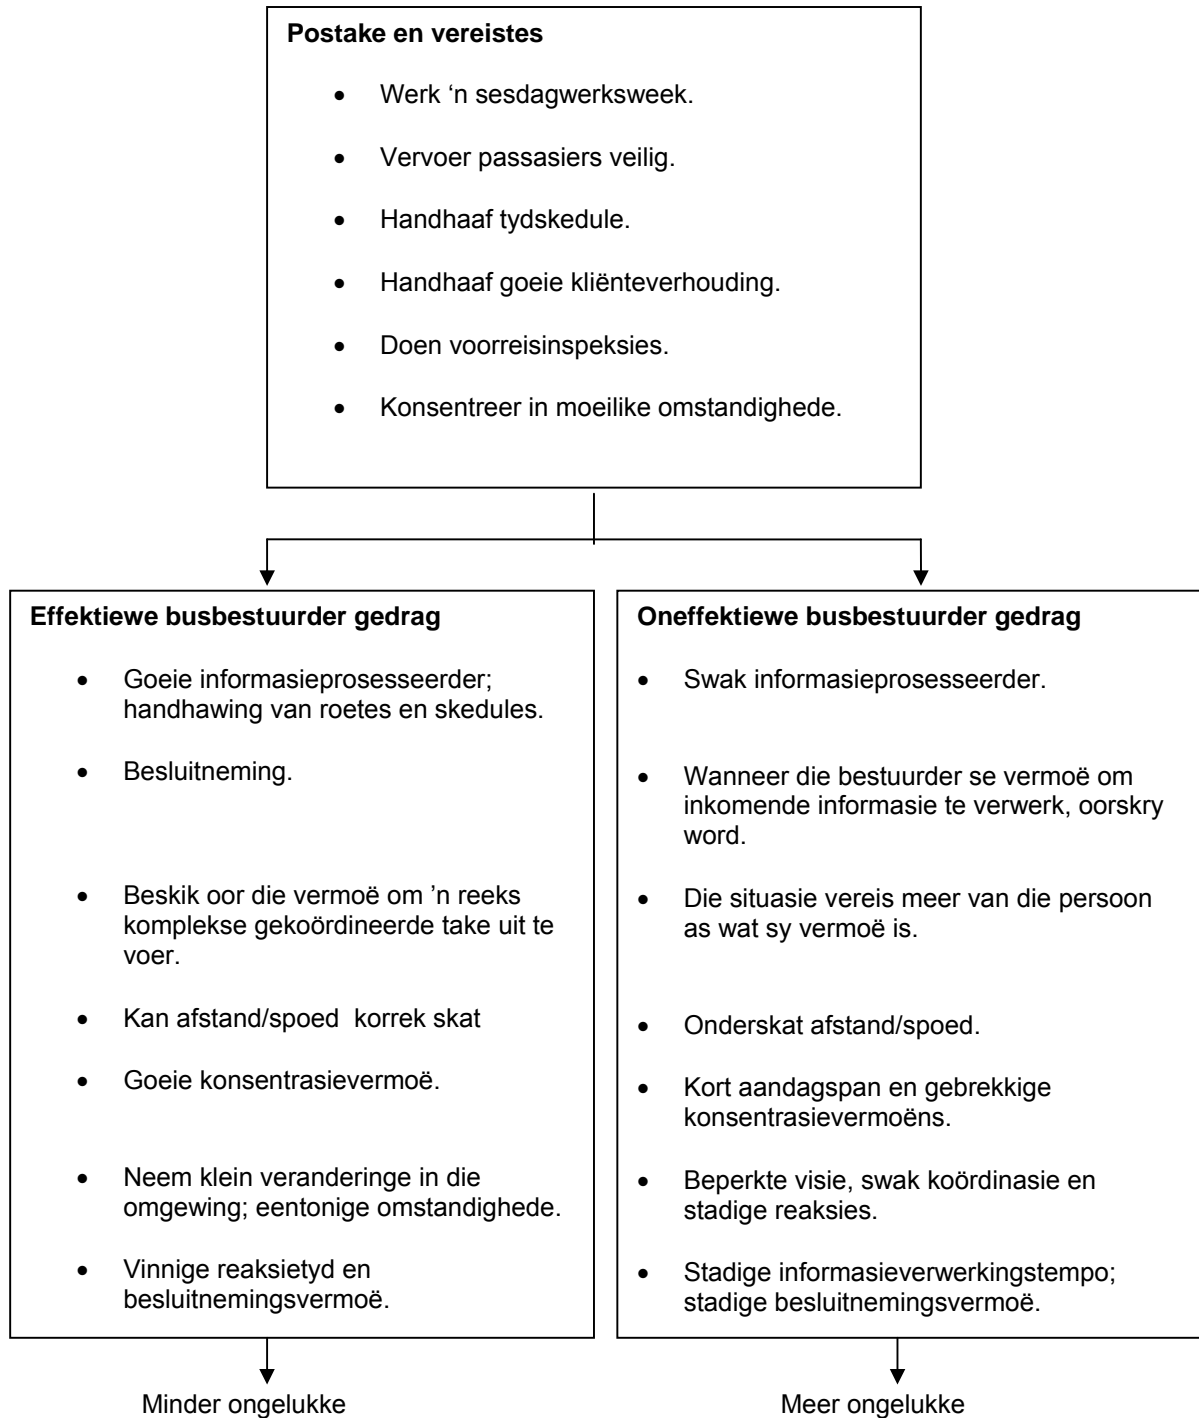 Postake en vereistes
• Werk ‘n sesdagwerksweek.
• Vervoer passasiers veilig.
• Handhaaf tydskedule.
• Handhaaf goeie kliënteverhouding.
• Doen voorreisinspeksies.
• Konsentreer in moeilike omstandighede.
Effektiewe busbestuurder gedrag
• Goeie informasieprosesseerder;
handhawing van roetes en skedules.
• Besluitneming.
• Beskik oor die vermoë om ’n reeks
komplekse gekoördineerde take uit te
voer.
• Kan afstand/spoed korrek skat
• Goeie konsentrasievermoë.
• Neem klein veranderinge in die
omgewing; eentonige omstandighede.
• Vinnige reaksietyd en
besluitnemingsvermoë.
Oneffektiewe busbestuurder gedrag
• Swak informasieprosesseerder.
• Wanneer die bestuurder se vermoë om
inkomende informasie te verwerk, oorskry
word.
• Die situasie vereis meer van die persoon
as wat sy vermoë is.
• Onderskat afstand/spoed.
• Kort aandagspan en gebrekkige
konsentrasievermoëns.
• Beperkte visie, swak koördinasie en
stadige reaksies.
• Stadige informasieverwerkingstempo;
stadige besluitnemingsvermoë.
Minder ongelukke
Meer ongelukke